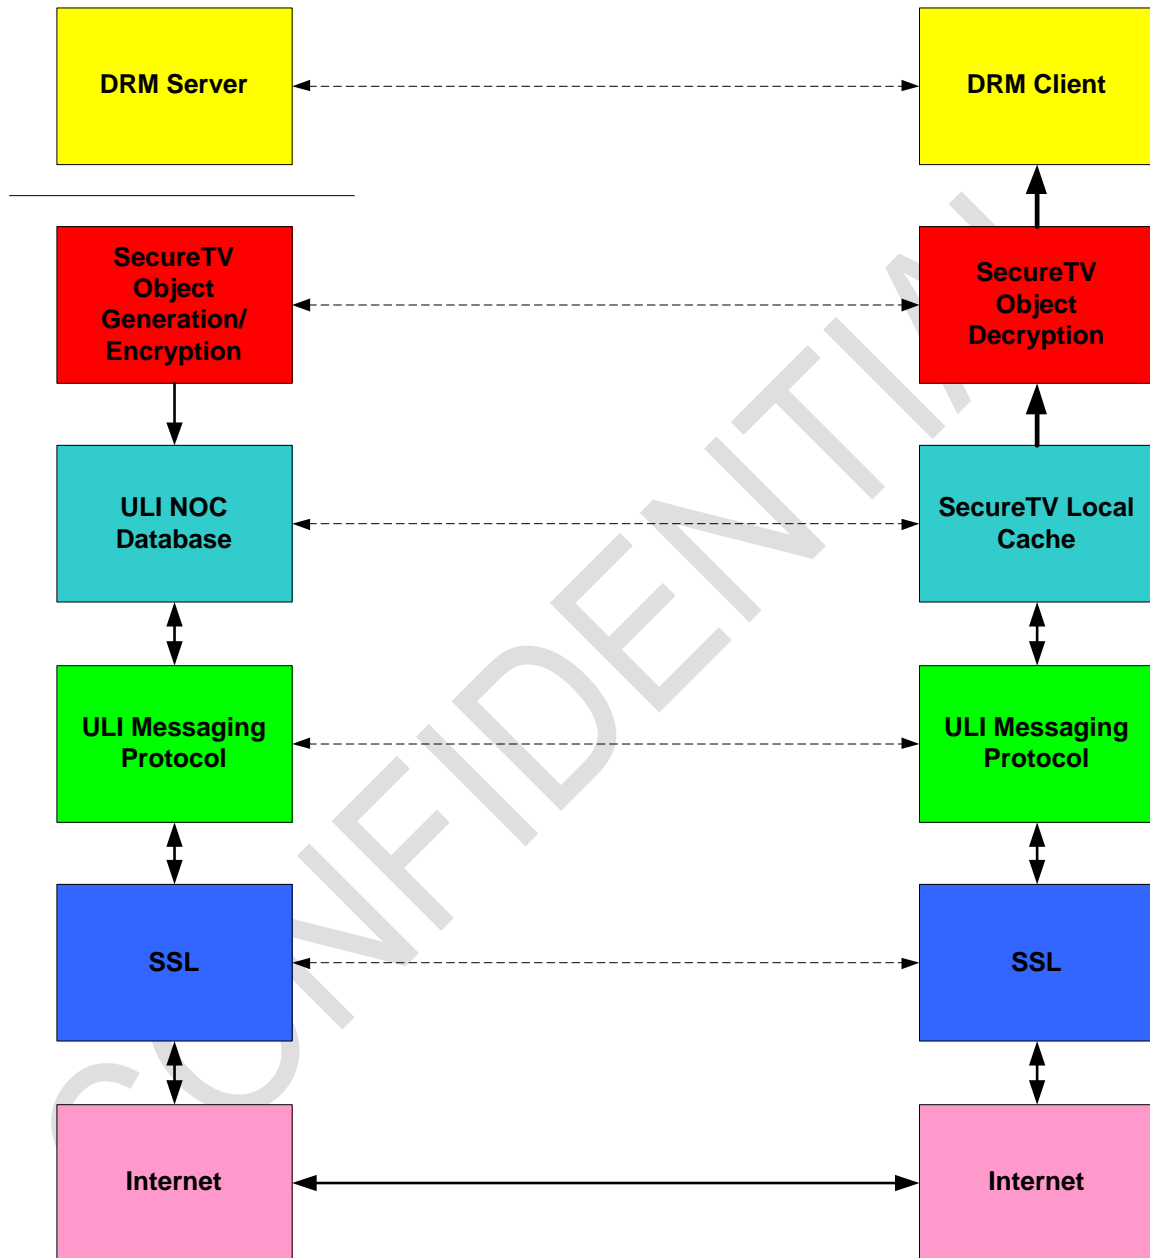 DRM Server
DRM Client
SecureTV
Object
Generation/
Encryption
SecureTV
Object
Decryption
ULI NOC
Database
SecureTV Local
Cache
ULI Messaging
Protocol
ULI Messaging
Protocol
SSL
SSL
Internet
Internet
CONFIDENTIAL